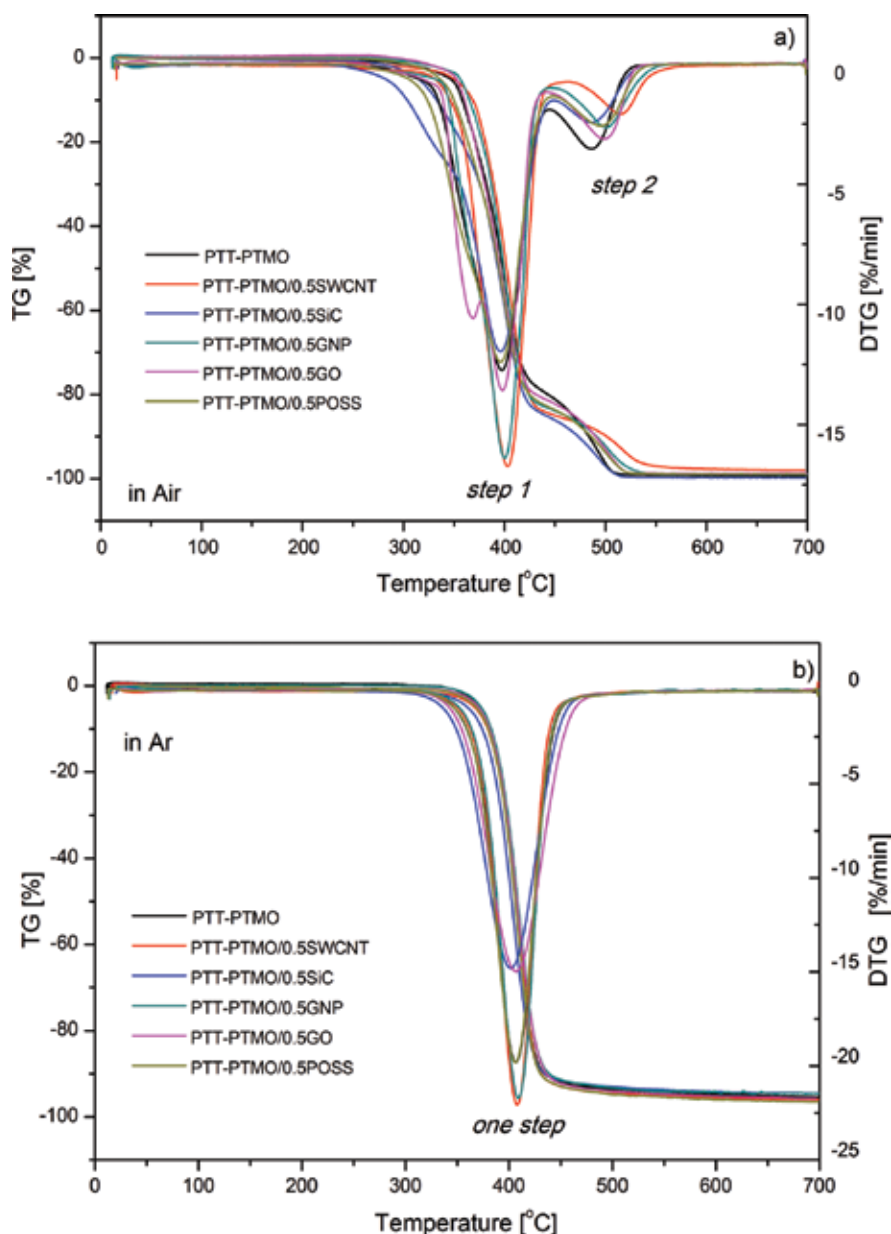 a)
TG [%]
0
-20
-40
-60
-80
-100
DTG [%/min]
0
-5
-10
-15
step 2
PTT-PTMO
PTT-PTMO/0.5SWCNT
PTT-PTMO/0.5SiC
PTT-PTMO/0.5GNP
PTT-PTMO/0.5GO
PTT-PTMO/0.5POSS
in Air
step 1
0 100 200 300 400 500 600 700
Temperature [°C]
b)
TG [%]
0
-20
-40
-60
-80
-100
DTG [%/min]
0
-5
-10
-15
-20
-25
in Ar
PTT-PTMO
PTT-PTMO/0.5SWCNT
PTT-PTMO/0.5SiC
PTT-PTMO/0.5GNP
PTT-PTMO/0.5GO
PTT-PTMO/0.5POSS
one step
0 100 200 300 400 500 600 700
Temperature [°C]